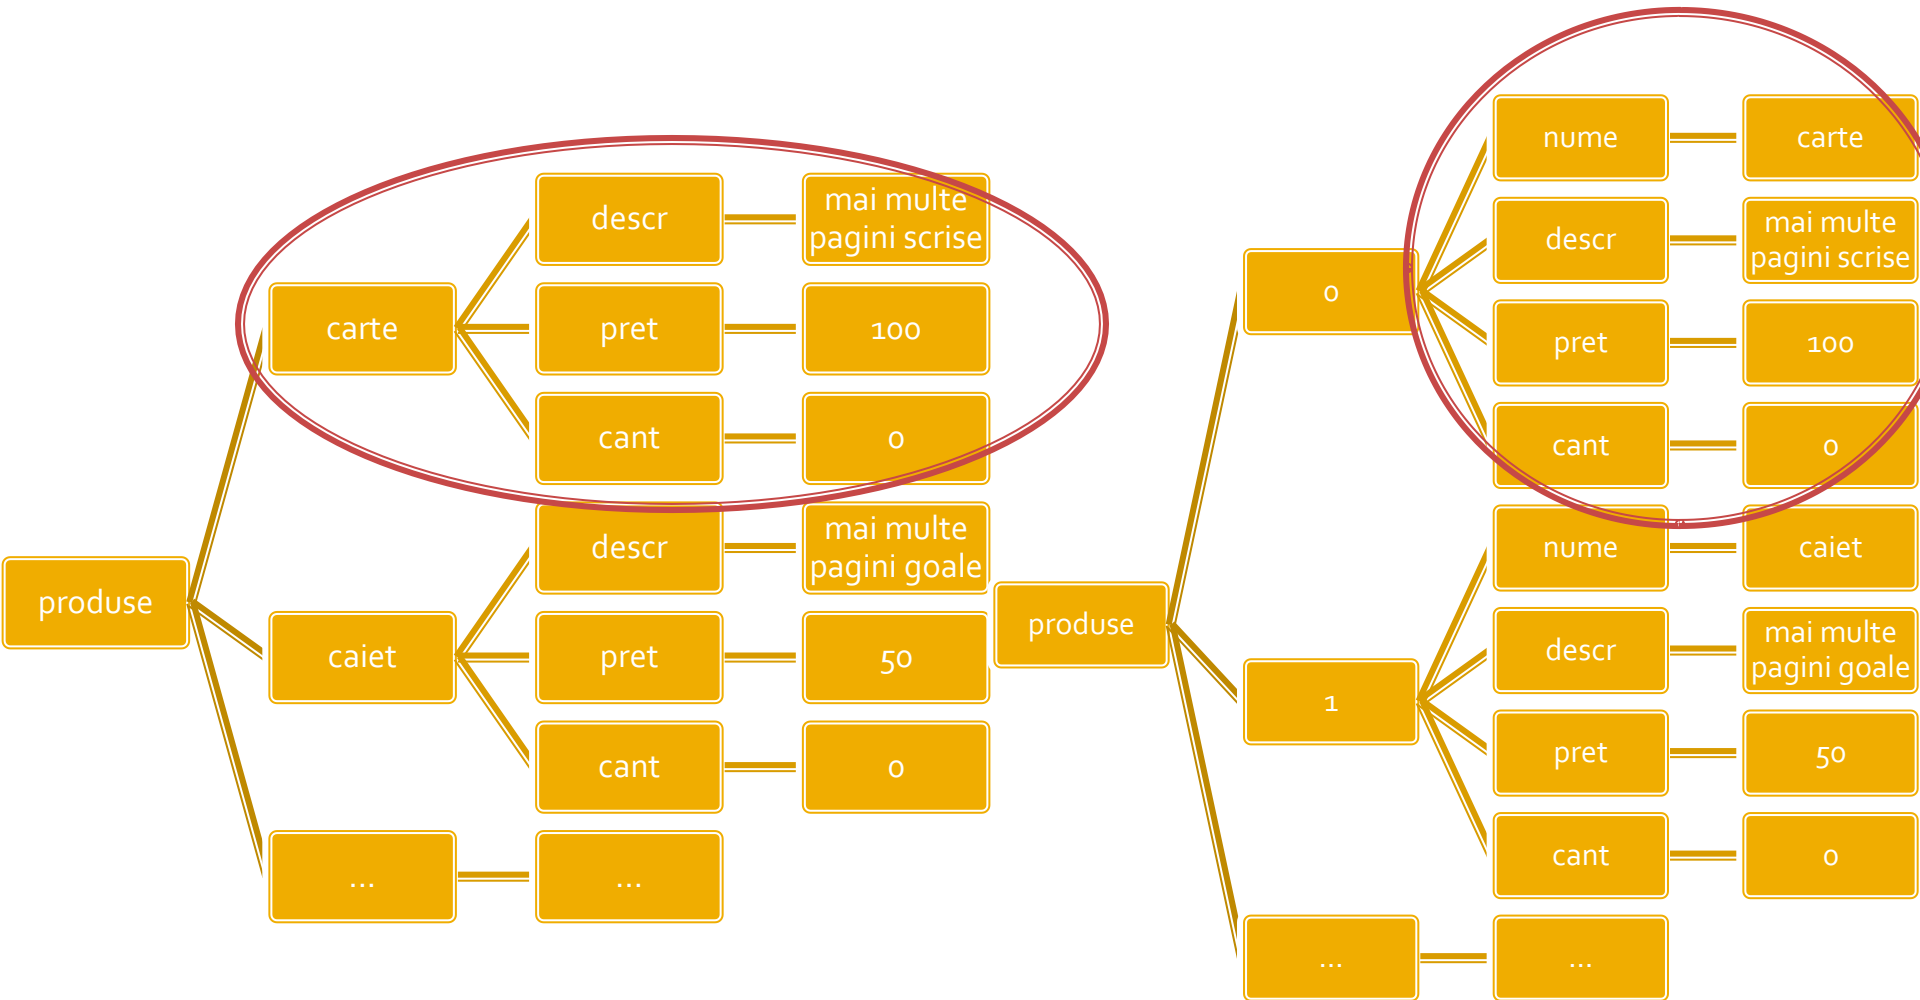 produse
carte
descr
mai multe
pagini scrise
pret
100
cant
0
caiet
descr
mai multe
pagini goale
pret
50
cant
0
...
...
produse
0
nume
carte
descr
mai multe
pagini scrise
pret
100
cant
0
1
nume
caiet
descr
mai multe
pagini goale
pret
50
cant
0
...
...